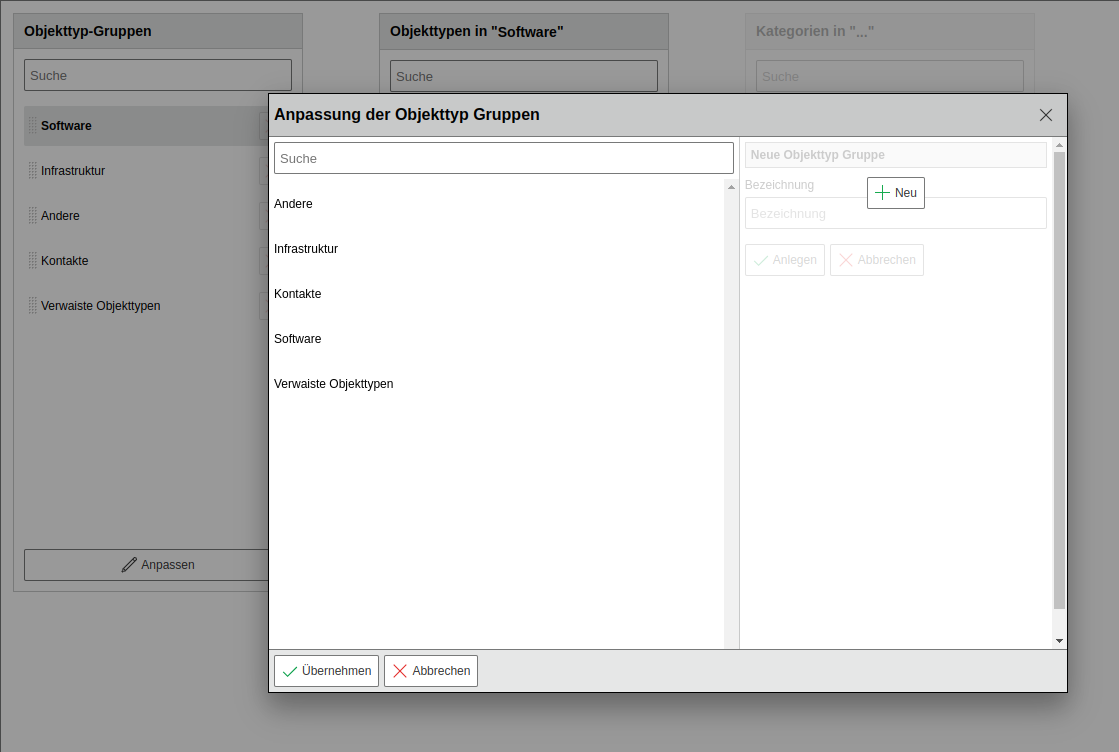 Objekttyp-Gruppen
Suche
Software
Infrastruktur
Andere
Kontakte
Verwaiste Objekttypen
Anpassen
Objekttypen in "Software"
Suche
Kategorien in "..."
Suche
Anpassung der Objekttyp Gruppen
Suche
Andere
Infrastruktur
Kontakte
Software
Verwaiste Objekttypen
Neue Objekttyp Gruppe
Bezeichnung
Neu
Bezeichnung
Anlegen Abbrechen
Übernehmen Abbrechen